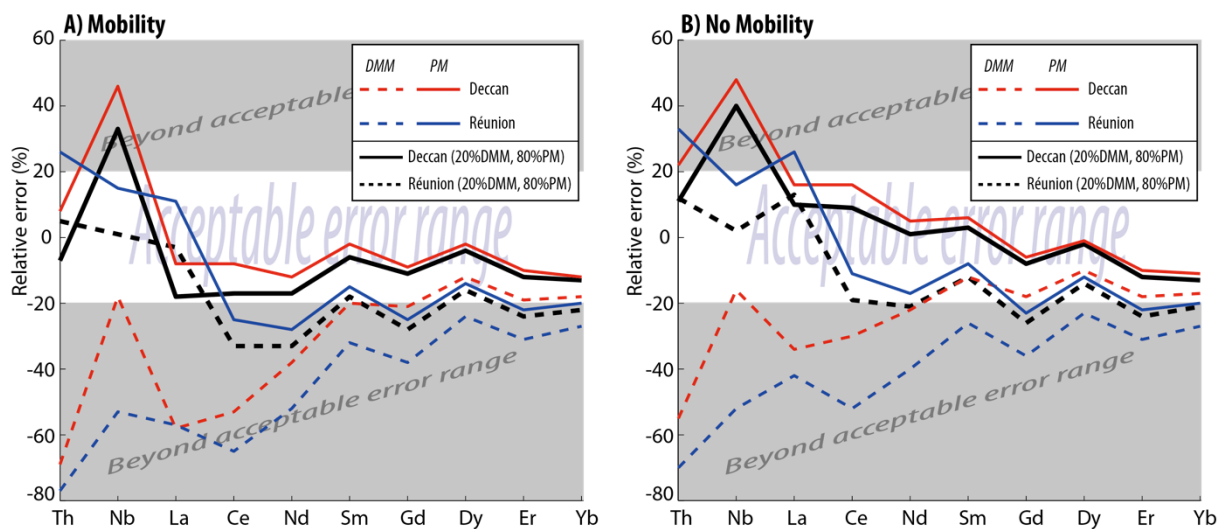 A) Mobility
60
40
20
0
-20
-40
-60
-80
Relative error (%)
DMM PM
Deccan
Réunion
Deccan (20%DMM, 80%PM)
Réunion (20%DMM, 80%PM)
Beyond acceptable
Acceptable error range
Beyond acceptable error range
Th Nb La Ce Nd Sm Gd Dy Er Yb
B) No Mobility
60
40
20
0
-20
-40
-60
-80
Relative error (%)
DMM PM
Deccan
Réunion
Deccan (20%DMM, 80%PM)
Réunion (20%DMM, 80%PM)
Beyond acceptable
Acceptable error range
Beyond acceptable error range
Th Nb La Ce Nd Sm Gd Dy Er Yb